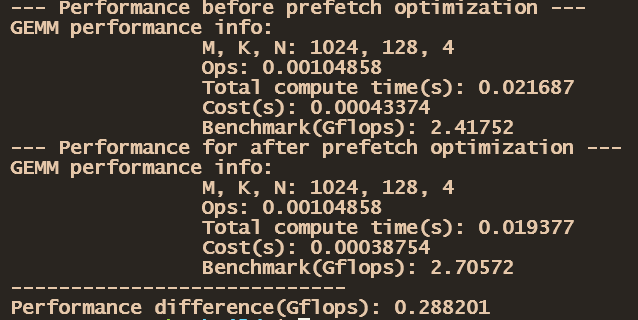 --- Performance before prefetch optimization ---
GEMM performance info:
M, K, N: 1024, 128, 4
Ops: 0.00104858
Total compute time(s): 0.021687
Cost(s): 0.00043374
Benchmark(Gflops): 2.41752
--- Performance for after prefetch optimization ---
GEMM performance info:
M, K, N: 1024, 128, 4
Ops: 0.00104858
Total compute time(s): 0.019377
Cost(s): 0.00038754
Benchmark(Gflops): 2.70572
----------------------------
Performance difference(Gflops): 0.288201